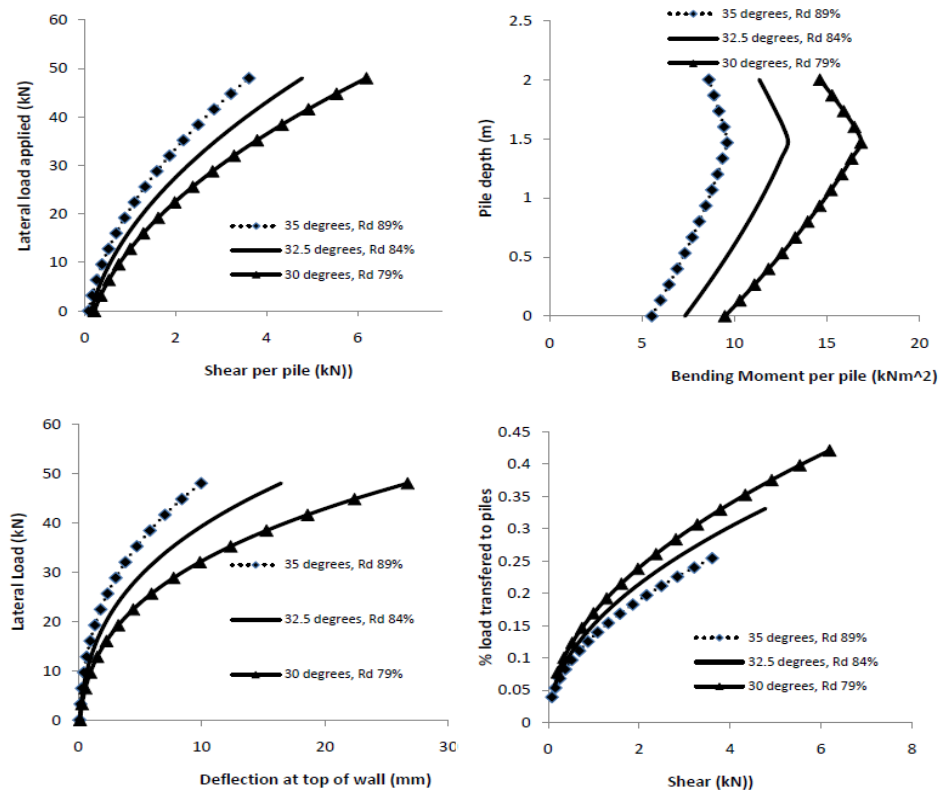 60
50
40
30
20
10
0
0 2 4 6
Lateral load applied (kN)
Shear per pile (kN))
35 degrees, Rd 89%
32.5 degrees, Rd 84%
30 degrees, Rd 79%
35 degrees, Rd 89%
32.5 degrees, Rd 84%
30 degrees, Rd 79%
2.5
2
1.5
1
0.5
0
0 5 10 15 20
Pile depth (m)
Bending Moment per pile (kNm^2)
60
50
40
30
20
10
0
0 10 20 30
Lateral Load (kN)
Deflection at top of wall (mm)
35 degrees, Rd 89%
32.5 degrees, Rd 84%
30 degrees, Rd 79%
0.45
0.4
0.35
0.3
0.25
0.2
0.15
0.1
0.05
0
0 2 4 6 8
% load transfered to piles
Shear (kN))
35 degrees, Rd 89%
32.5 degrees, Rd 84%
30 degrees, Rd 79%